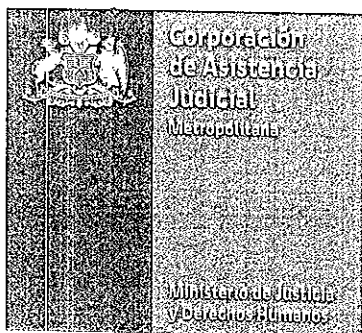 Corporación
de Asistencia
Judicial
Metropolitana
Ministerio de Justicia
y Derechos Humanos